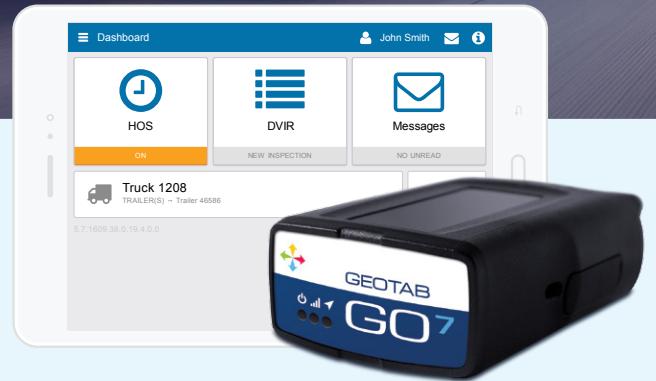 Dashboard
John Smith
HOS
DVIR
Messages
ON
NEW INSPECTION
NO UNREAD
Truck 1208
TRAILER(S) – Trailer 46586
5.7.1609.38.0.19.4.0.0
GEOTAB
GO7